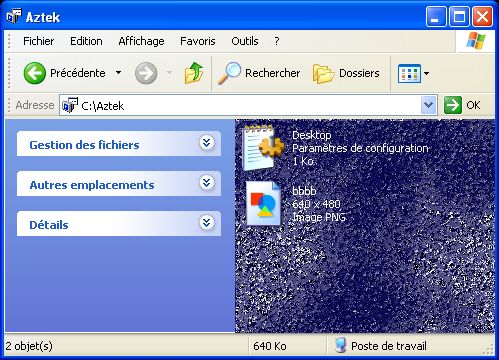 Aztek
Fichier Edition Affichage Favoris Outils ?
Précédente Rechercher Dossiers
Adresse C:\Aztek OK
Gestion des fichiers
Autres emplacements
Détails
Desktop
Paramètres de configuration
1 Ko
bbbb
640 x 480
Image PNG
2 objet(s) 640 Ko Poste de travail